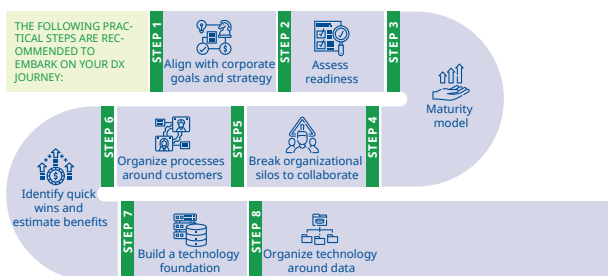 THE FOLLOWING PRAC-
TICAL STEPS ARE REC-
OMMENDED TO
EMBARK ON YOUR DX
JOURNEY:
STEP 1
Align with corporate
goals and strategy
STEP 2
Assess
readiness
STEP 3
Maturity
model
STEP 4
Break organizational
silos to collaborate
STEP5
Organize processes
around customers
STEP 6
Identify quick
wins and
estimate benefits
STEP 7
Build a technology
foundation
STEP 8
Organize technology
around data